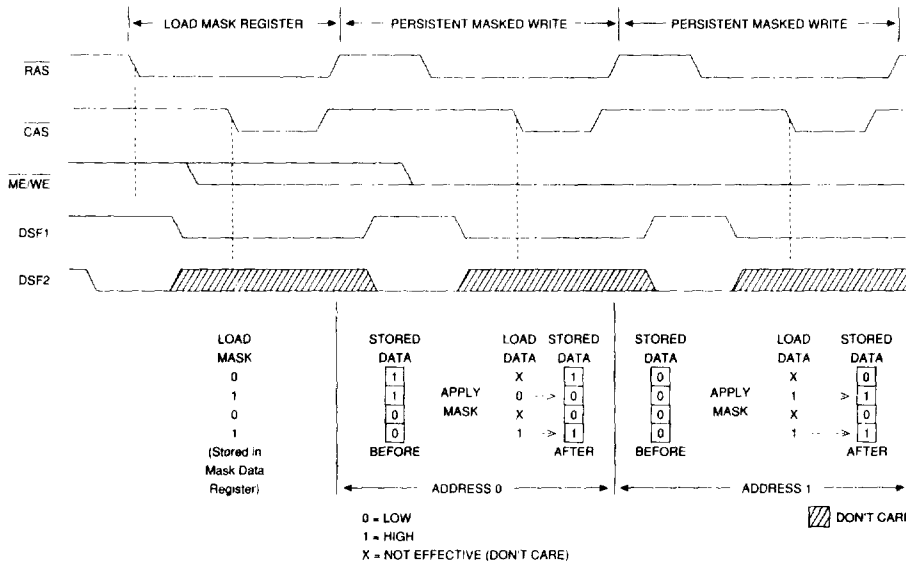 LOAD MASK REGISTER PERSISTENT MASKED WRITE PERSISTENT MASKED WRITE
RAS
CAS
ME/WE
DSF1
DSF2
LOAD STORED LOAD STORED STORED LOAD STORED
MASK DATA DATA DATA DATA DATA DATA
0 1 X 1 0 X 0
1 1 APPLY 0 0 0 APPLY 1 1
0 0 MASK X 0 0 MASK X 0
1 0 1 1 0 1 1
(Stored in BEFORE AFTER BEFORE AFTER
Mask Data
Register) ADDRESS 0 ADDRESS 1
0 = LOW
1 = HIGH
X = NOT EFFECTIVE (DON'T CARE)
DON'T CARE